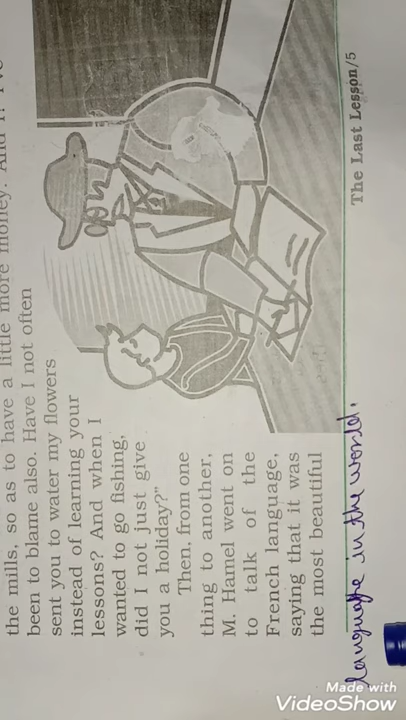 the mills, so as to have a little more money. And I? I've
been to blame also. Have I not often
sent you to water my flowers
instead of learning your
lessons? And when I
wanted to go fishing,
did I not just give
you a holiday?”
Then, from one
thing to another,
M. Hamel went on
to talk of the
French language,
saying that it was
the most beautiful
language in the world.
The Last Lesson/5
Made with
VideoShow